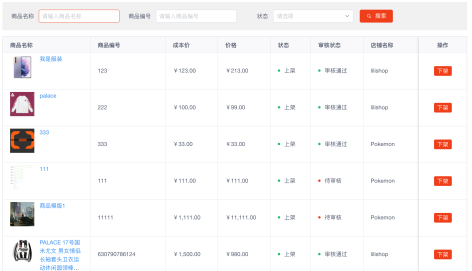 商品名称 请输入商品名称 商品编号 请输入商品编号 状态 请选择 搜索
商品名称 商品编号 成本价 价格 状态 审核状态 店铺名称 操作
我是服装 123 ￥123.00 ￥213.00 上架 审核通过 lilishop 下架
palace 222 ￥100.00 ￥99.00 上架 审核通过 lilishop 下架
333 333 ￥33.00 ￥33.00 上架 审核通过 Pokemon 下架
111 111 ￥111.00 ￥111.00 上架 待审核 Pokemon 下架
商品模版1 11111 ￥1,111.00 ￥11,111.00 上架 待审核 Pokemon 下架
PALACE 17号国
米尤文 男女情侣
长袖套头卫衣运
动休闲圆领棒...
630790786124 ￥1,500.00 ￥980.00 上架 审核通过 lilishop 下架